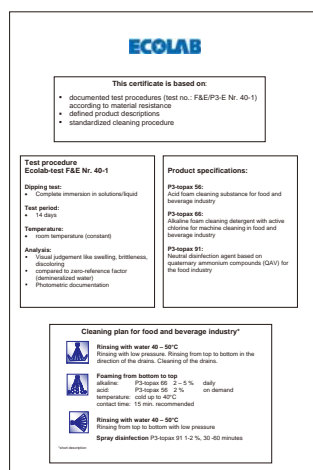 ECOLAB
This certificate is based on:
• documented test procedures (test no.: F&E/P3-E Nr. 40-1)
according to material resistance
• defined product descriptions
• standardized cleaning procedure
Test procedure
Ecolab-test F&E Nr. 40-1
Dipping test:
• Complete immersion in solutions/liquid
Test period:
• 14 days
Temperature:
• room temperature (constant)
Analysis:
• Visual judgement like swelling, brittleness,
discoloring
• compared to zero-reference factor
(demineralized water)
• Photometric documentation
Product specifications:
P3-topax 56:
Acid foam cleaning substance for food and
beverage industry
P3-topax 66:
Alkaline foam cleaning detergent with active
chlorine for machine cleaning in food and
beverage industry
P3-topax 91:
Neutral disinfection agent based on
quaternary ammonium compounds (QAV) for
the food industry
Cleaning plan for food and beverage industry*
Rinsing with water 40 – 50°C
Rinsing with low pressure. Rinsing from top to bottom in the
direction of the drains. Cleaning of the drains.
Foaming from bottom to top
alkaline: P3-topax 66 2 – 5 % daily
acid: P3-topax 56 2 % on demand
temperature: cold up to 40°C
contact time: 15 min. recommended
Rinsing with water 40 – 50°C
Rinsing from top to bottom with low pressure
Spray disinfection P3-topax 91 1-2 %, 30 -60 minutes
*short description